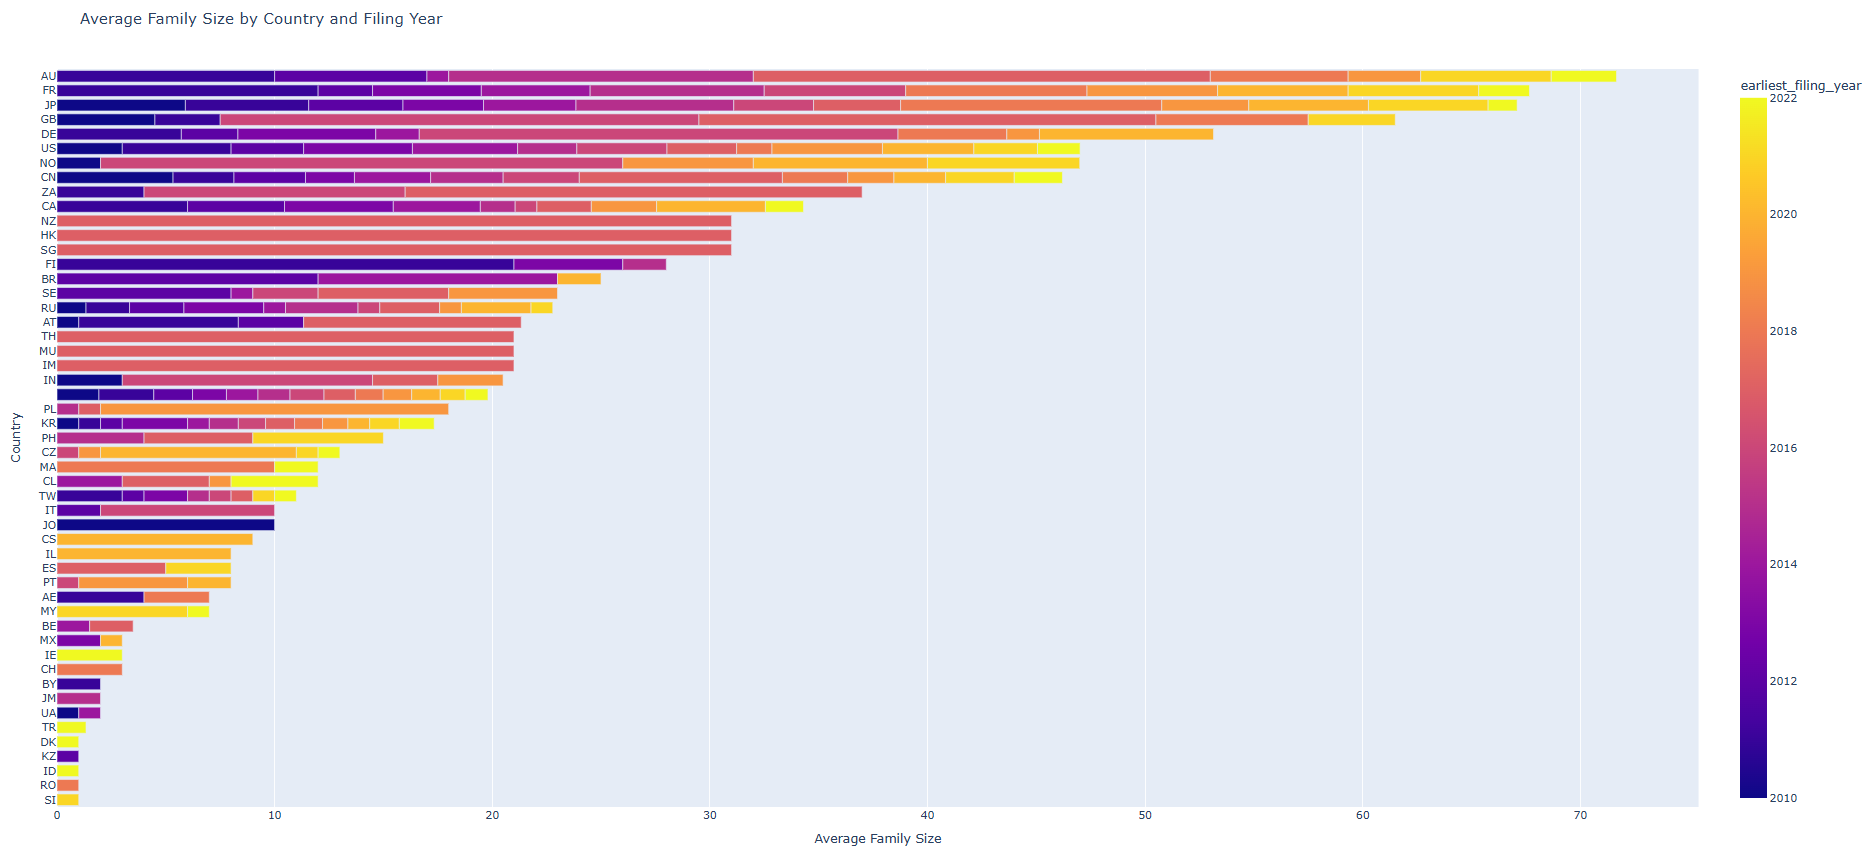 Average Family Size by Country and Filing Year
earliest_filing_year
AU
FR
JP
GB
DE
US
NO
CN
ZA
CA
NZ
HK
SG
FI
BR
SE
RU
AT
TH
MU
IM
IN
PL
KR
PH
CZ
MA
CL
TW
IT
JO
CS
IL
ES
PT
AE
MY
BE
MX
IE
CH
BY
JM
UA
TR
DK
KZ
ID
RO
SI
Country
0 10 20 30 40 50 60 70
Average Family Size
2022
2020
2018
2016
2014
2012
2010